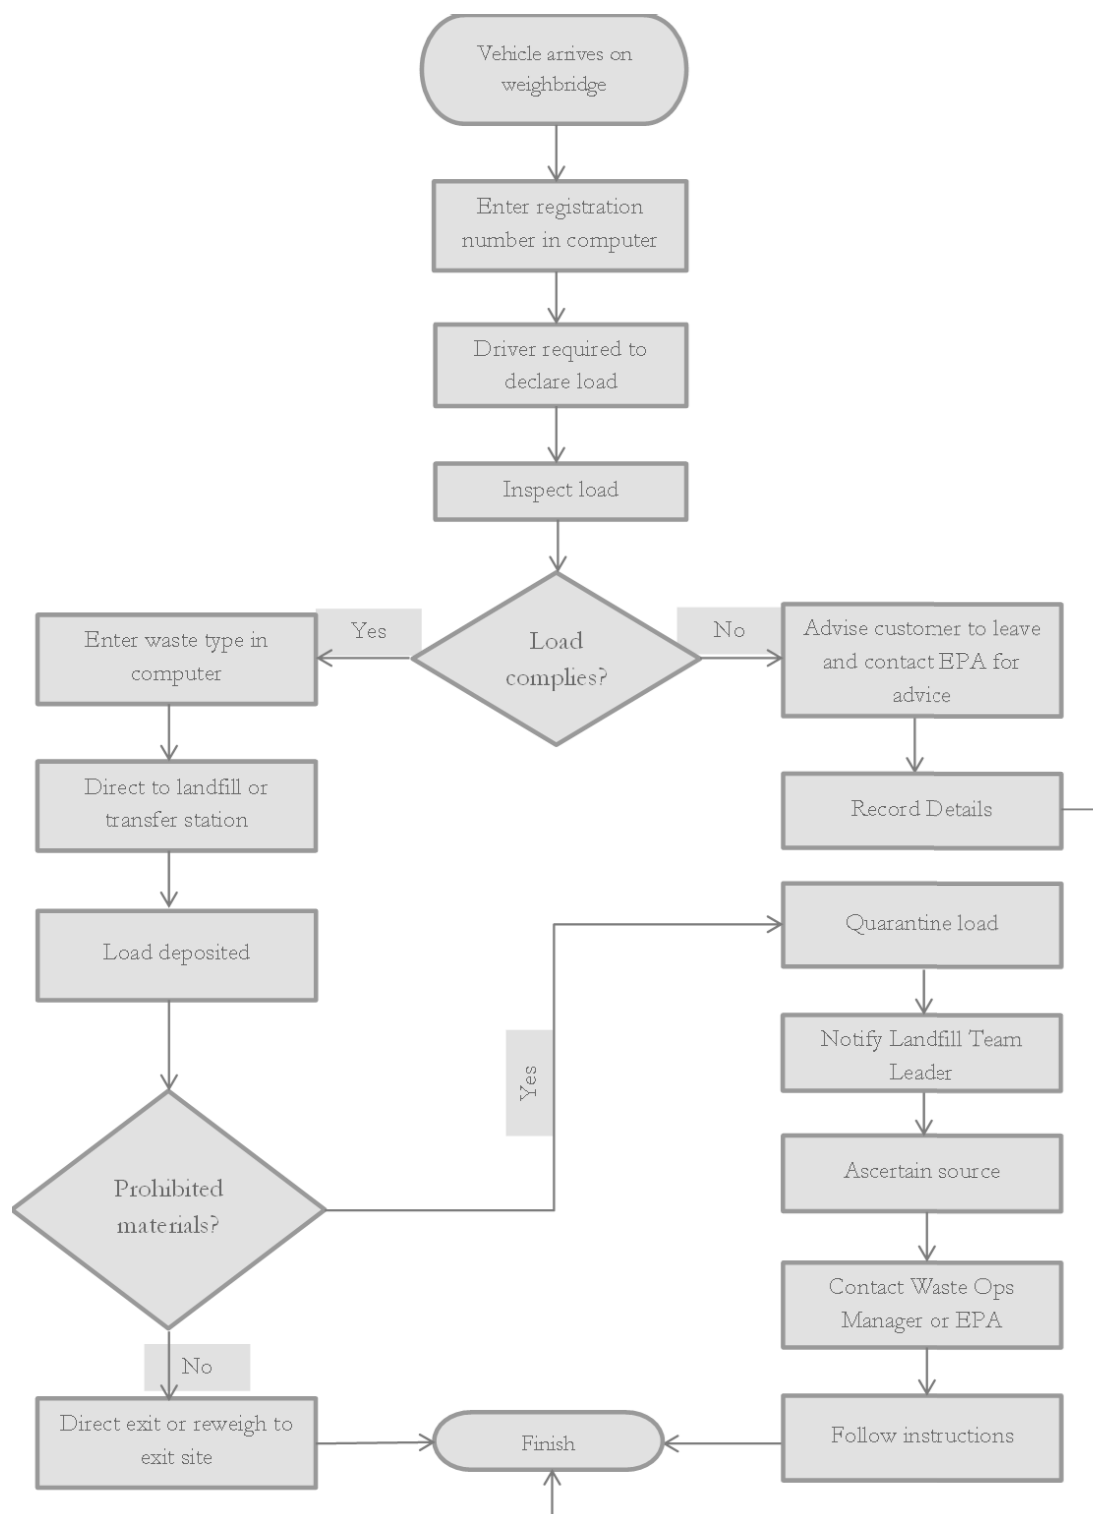 Vehicle arrives on
weighbridge
Enter registration
number in computer
Driver required to
declare load
Inspect load
Load
complies?
Yes
No
Enter waste type in
computer
Advise customer to leave
and contact EPA for
advice
Direct to landfill or
transfer station
Record Details
Load deposited
Quarantine load
Yes
Notify Landfill Team
Leader
Prohibited
materials?
Ascertain source
Contact Waste Ops
Manager or EPA
No
Direct exit or reweigh to
exit site
Finish
Follow instructions